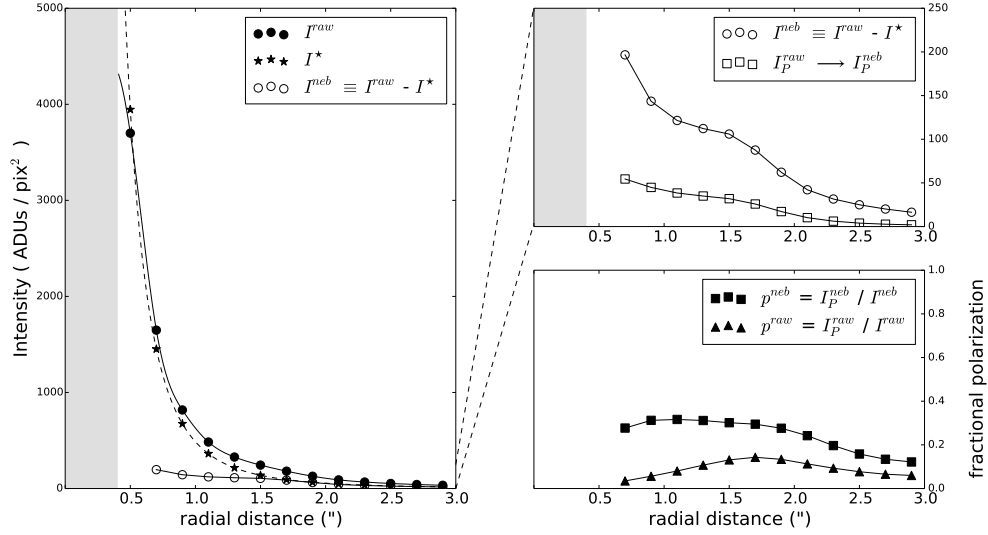 5000
4000
3000
2000
1000
0
Intensity ( ADUs / pix² )
I^raw
I^★
I^neb ≡ I^raw - I^★
0.5 1.0 1.5 2.0 2.5 3.0
radial distance (")
I^neb ≡ I^raw - I^★
I_P^raw ⟶ I_P^neb
250
200
150
100
50
0
0.5 1.0 1.5 2.0 2.5 3.0
p^neb = I_P^neb / I^neb
p^raw = I_P^raw / I^raw
1.0
0.8
0.6
0.4
0.2
0.0
fractional polarization
0.5 1.0 1.5 2.0 2.5 3.0
radial distance (")